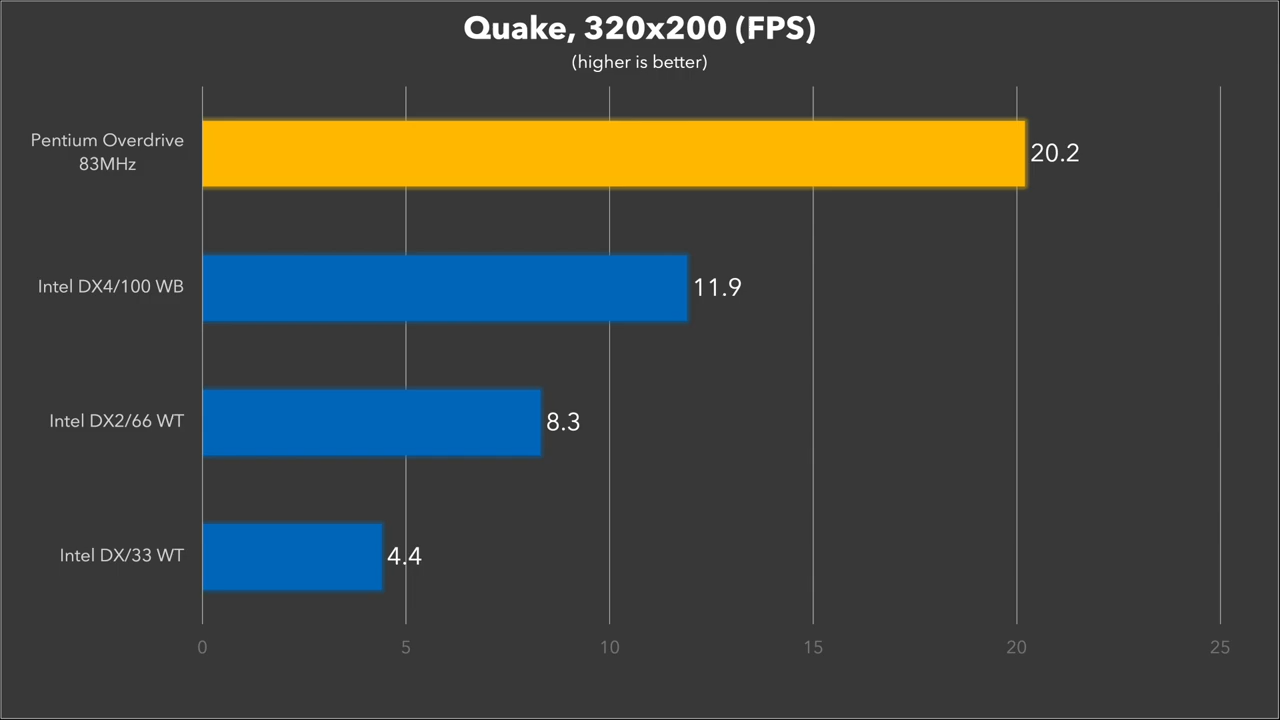 Quake, 320x200 (FPS)
(higher is better)
Pentium Overdrive
83MHz
20.2
Intel DX4/100 WB
11.9
Intel DX2/66 WT
8.3
Intel DX/33 WT
4.4
0 5 10 15 20 25